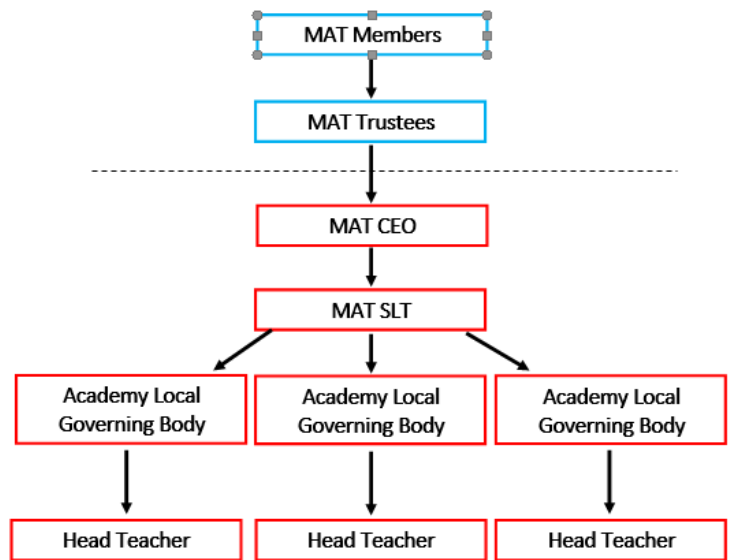 MAT Members
MAT Trustees
MAT CEO
MAT SLT
Academy Local
Governing Body
Academy Local
Governing Body
Academy Local
Governing Body
Head Teacher
Head Teacher
Head Teacher